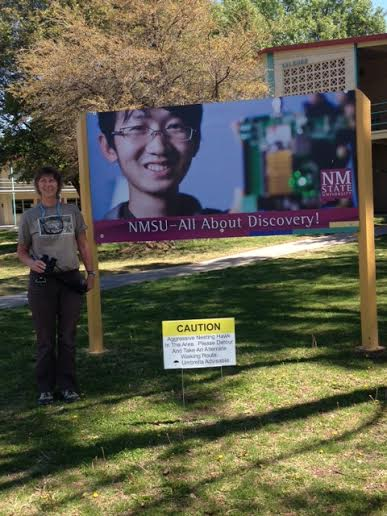 NM
STATE
UNIVERSITY
NMSU-All About Discovery!
CAUTION
Aggressive Nesting Hawk
In The Area. Please Detour
And Take An Alternate
Walking Route.
Umbrella Advisable